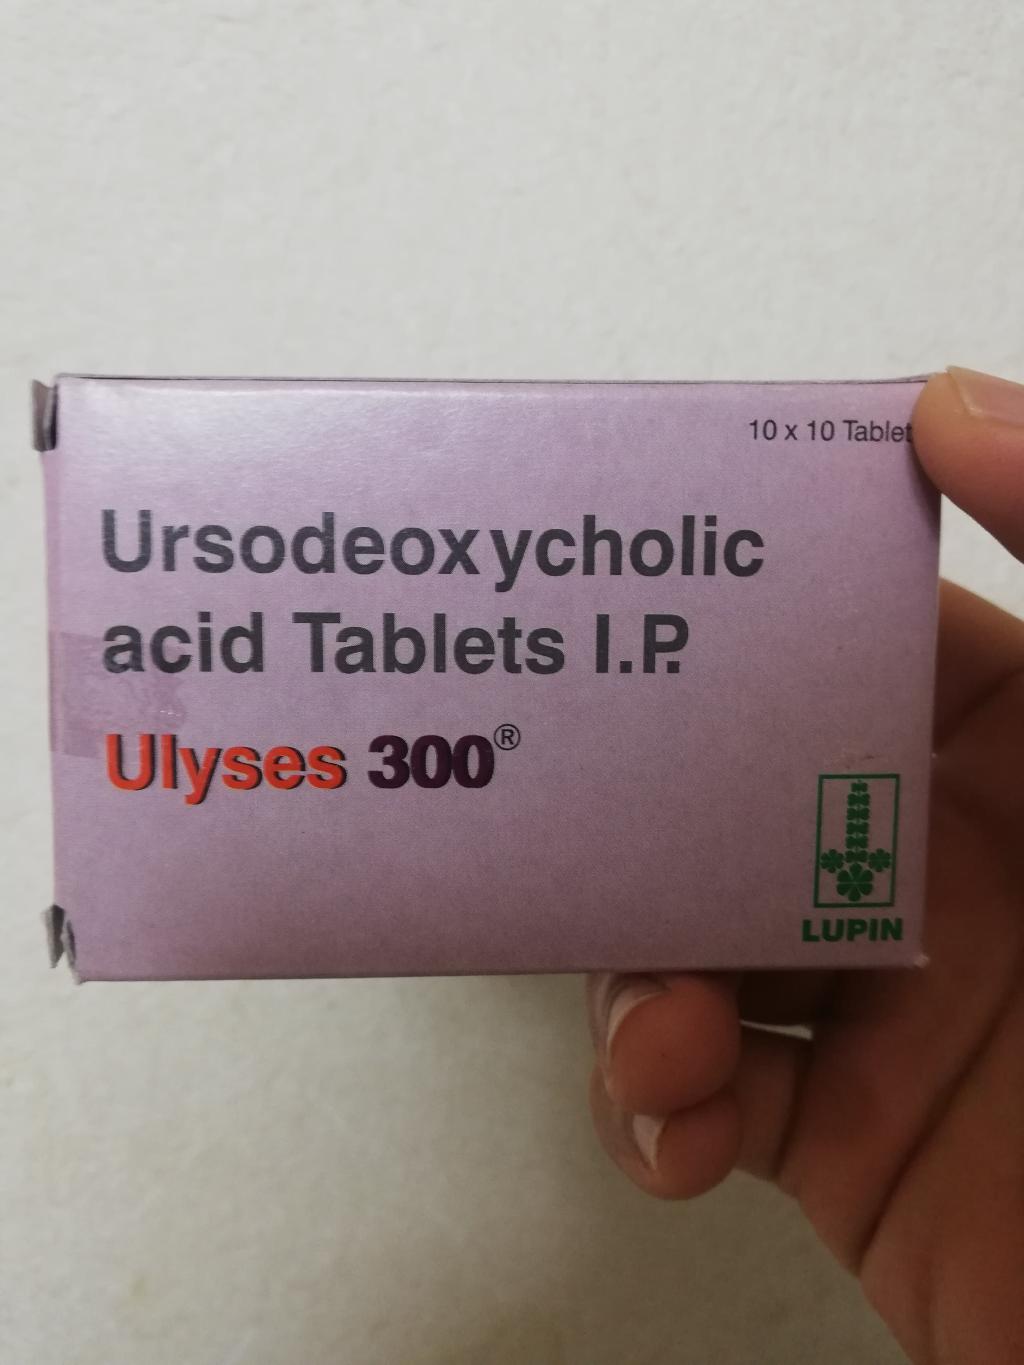 10 x 10 Tablet
Ursodeoxycholic
acid Tablets I.P.
Ulyses 300®
LUPIN